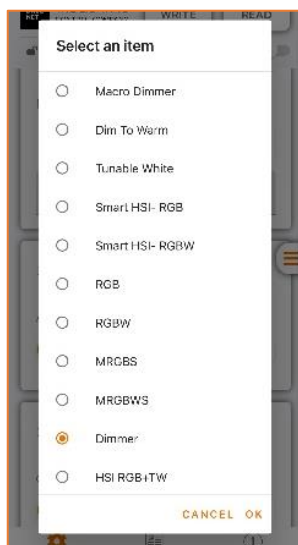 WRITE
READ
Select an item
Macro Dimmer
Dim To Warm
Tunable White
Smart HSI- RGB
Smart HSI- RGBW
RGB
RGBW
MRGBS
MRGBWS
Dimmer
HSI RGB+TW
CANCEL OK